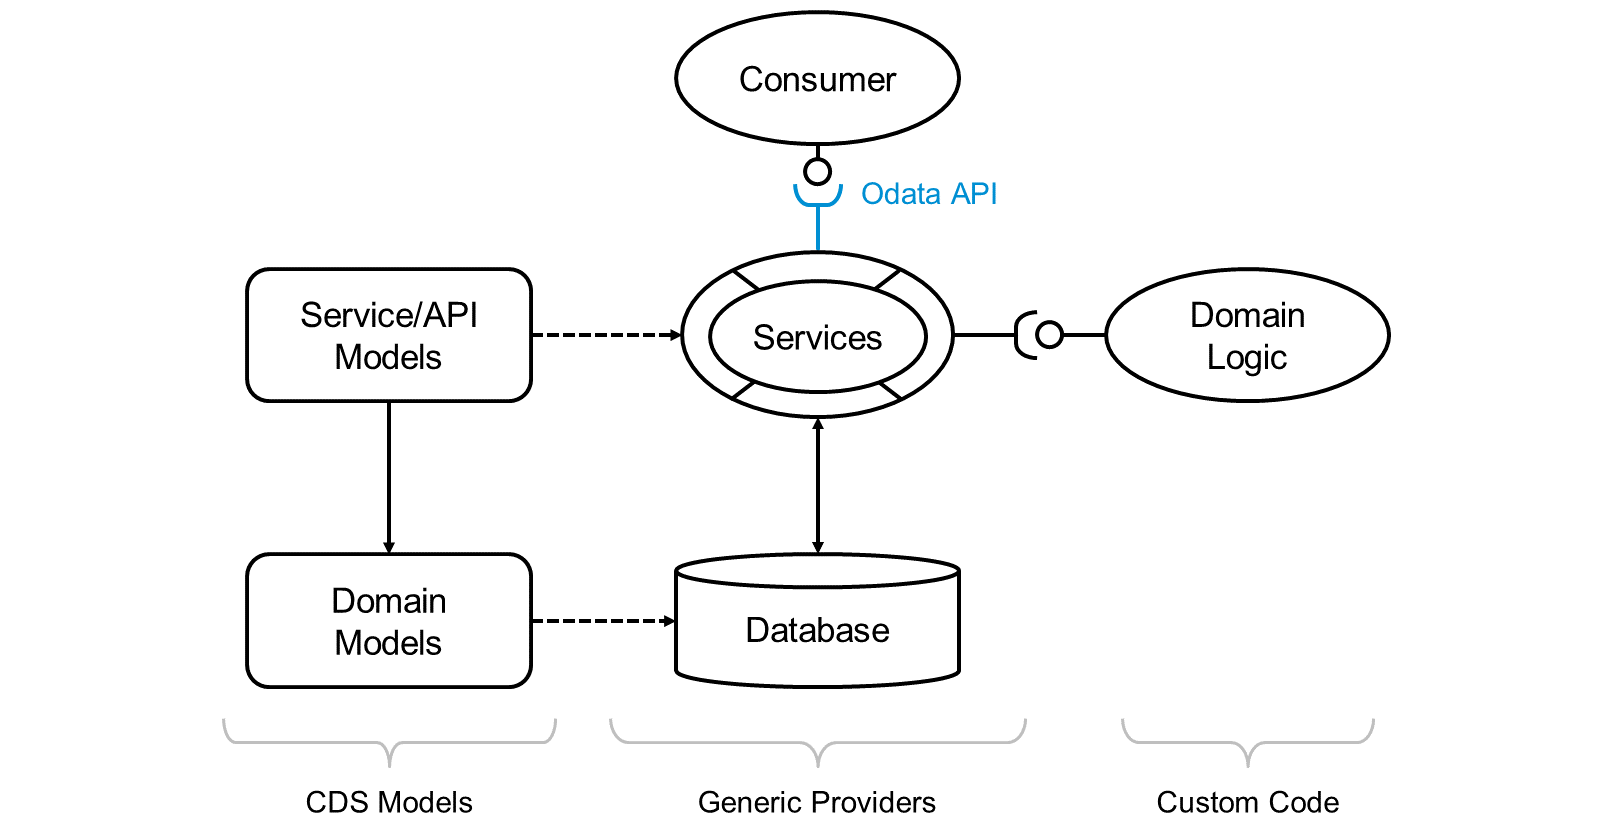 Consumer
Odata API
Service/API
Models
Services
Domain
Logic
Domain
Models
Database
CDS Models
Generic Providers
Custom Code